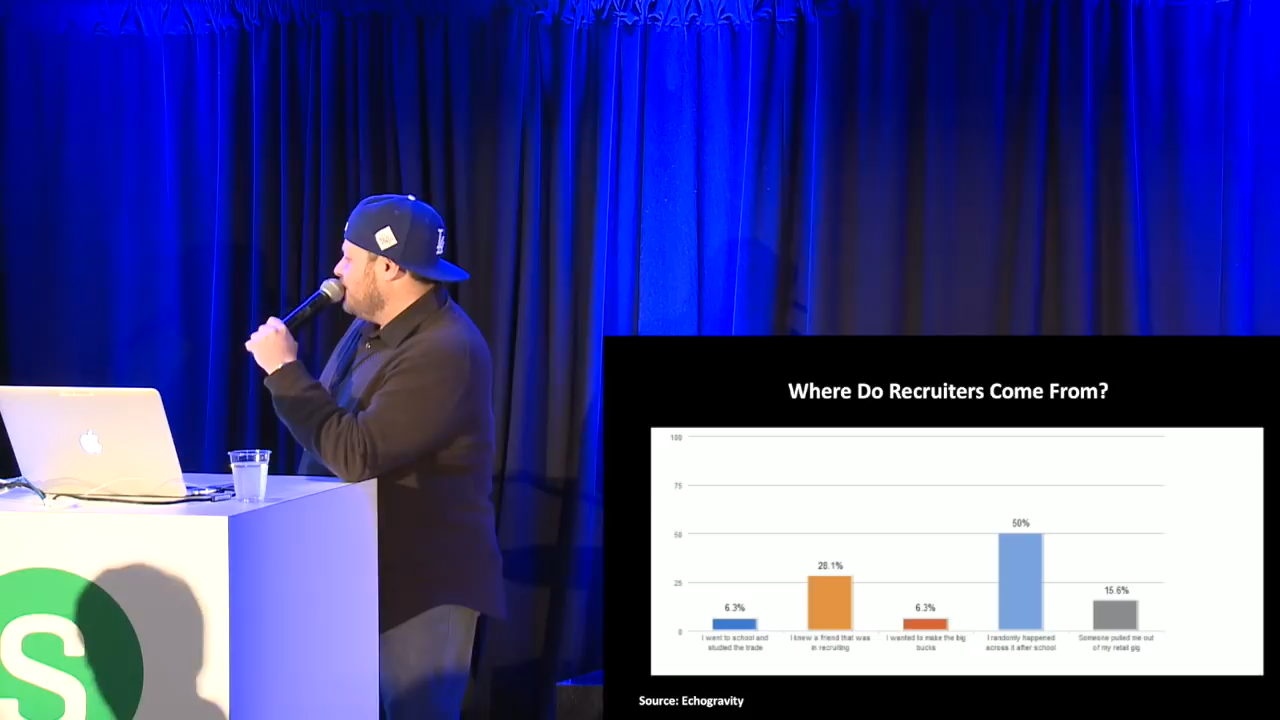 LA
S
Where Do Recruiters Come From?
100
75
50
25
0
6.3%
28.1%
6.3%
50%
15.6%
I went to school and
studied the trade
I knew a friend that was
in recruiting
I wanted to make the big
bucks
I randomly happened
across it after school
Someone pulled me out
of my retail gig
Source: Echogravity